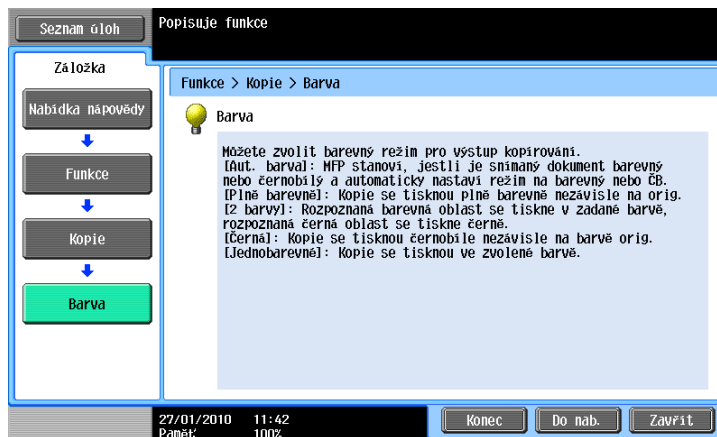 Seznam úloh
Popisuje funkce
Záložka
Funkce > Kopie > Barva
Nabídka nápovědy
Barva
Můžete zvolit barevný režim pro výstup kopírování.
[Aut. barva]: MFP stanoví, jestli je snímaný dokument barevný
nebo černobílý a automaticky nastaví režim na barevný nebo ČB.
[Plně barevně]: Kopie se tisknou plně barevně nezávisle na orig.
[2 barvy]: Rozpoznaná barevná oblast se tiskne v zadané barvě,
rozpoznaná černá oblast se tiskne černě.
[Černá]: Kopie se tisknou černobíle nezávisle na barvě orig.
[Jednobarevně]: Kopie se tisknou ve zvolené barvě.
Funkce
Kopie
Barva
27/01/2010 11:42
Paměť 100%
Konec
Do nab.
Zavřít